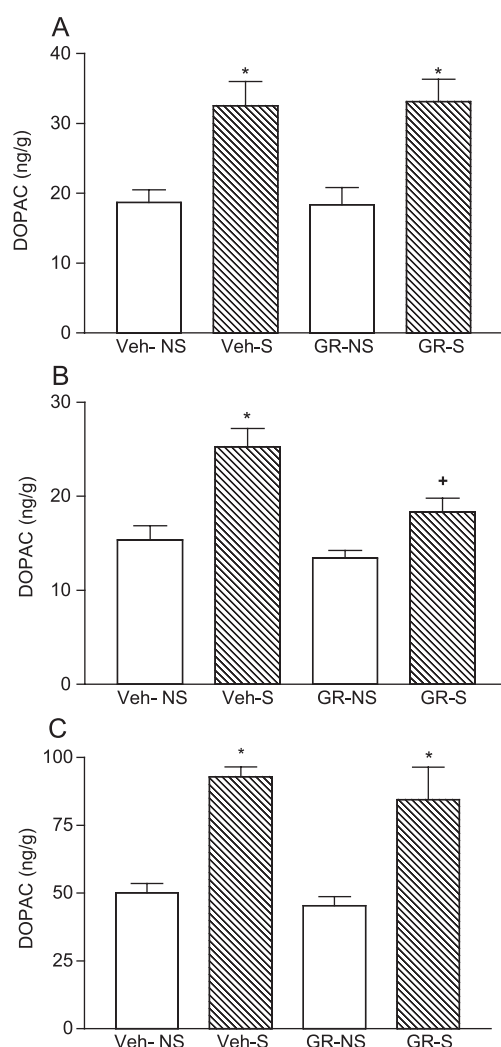 A
DOPAC (ng/g)
40
30
20
10
0
* *
Veh- NS Veh-S GR-NS GR-S
B
DOPAC (ng/g)
30
20
10
0
* +
Veh- NS Veh-S GR-NS GR-S
C
DOPAC (ng/g)
100
75
50
25
0
* *
Veh- NS Veh-S GR-NS GR-S